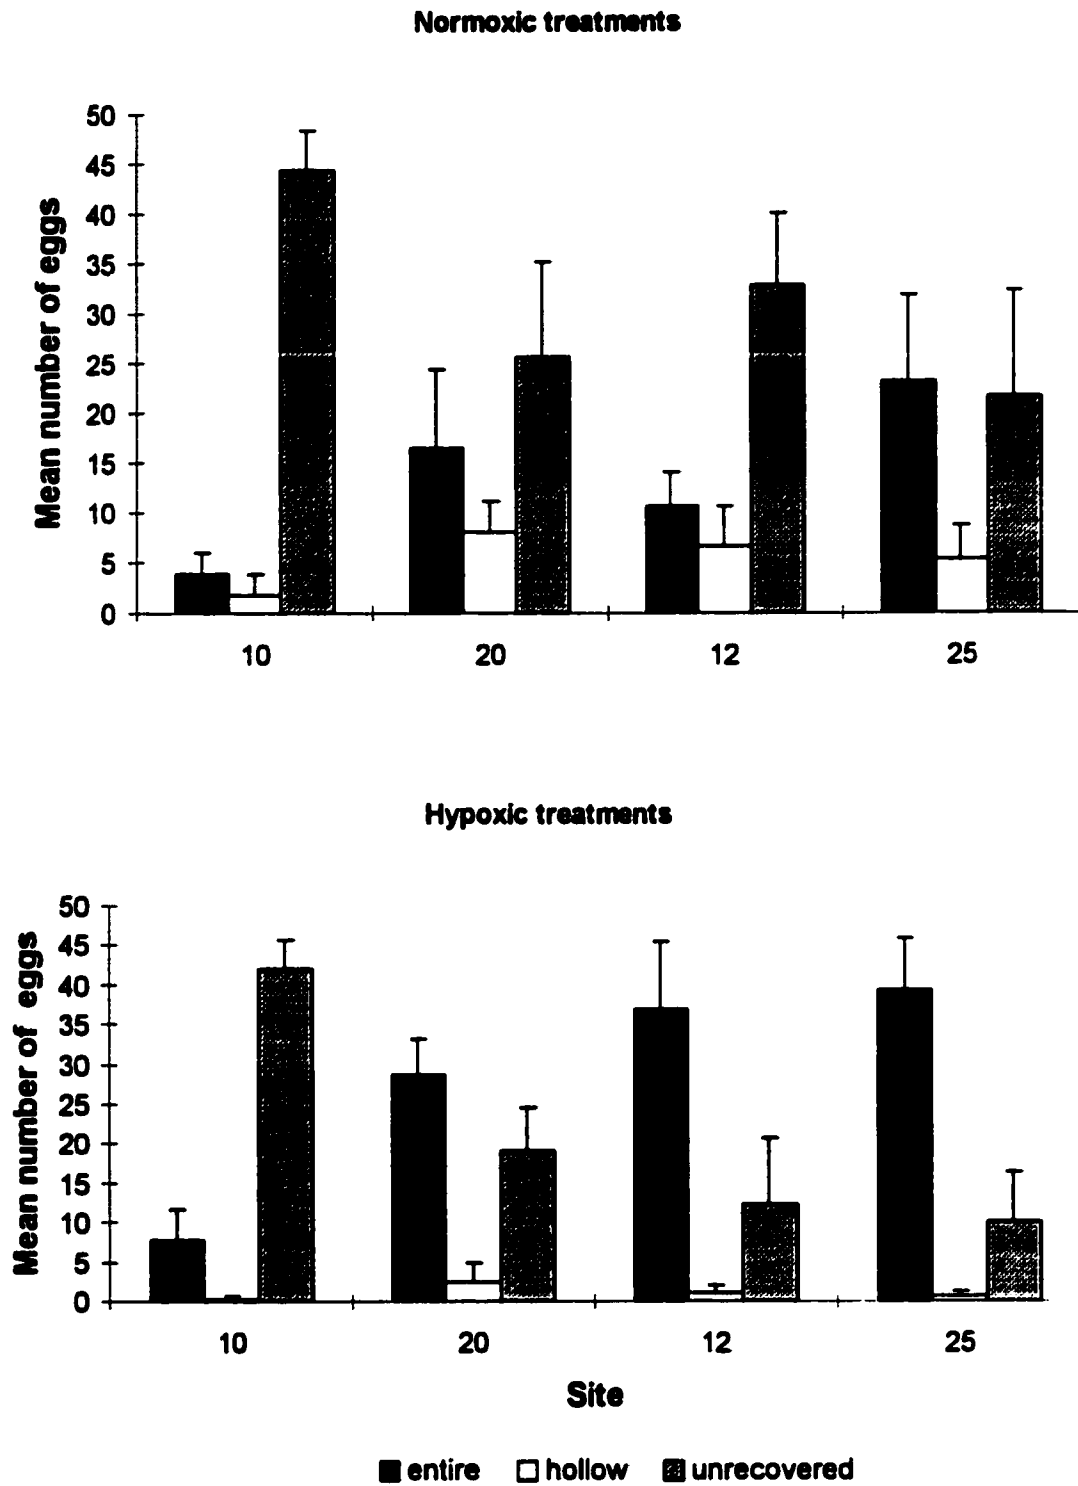 Normoxic treatments
Mean number of eggs
50
45
40
35
30
25
20
15
10
5
0
10 20 12 25
Hypoxic treatments
Mean number of eggs
50
45
40
35
30
25
20
15
10
5
0
10 20 12 25
Site
entire hollow unrecovered